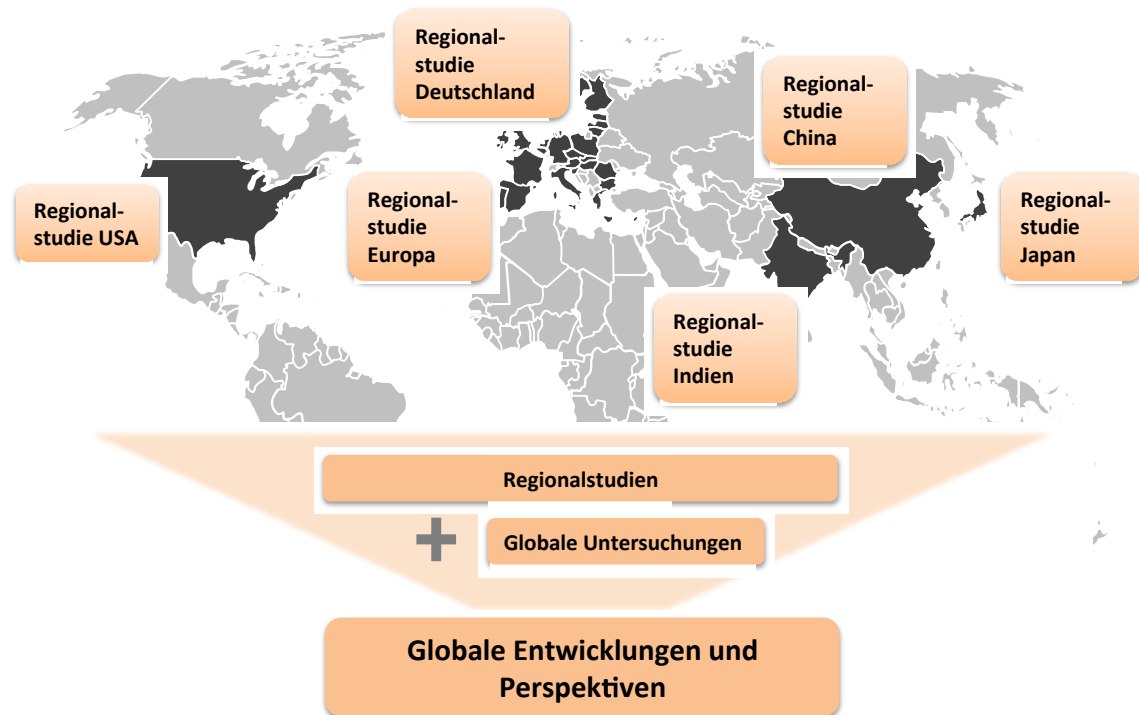 Regional-
studie
Deutschland
Regional-
studie
China
Regional-
studie USA
Regional-
studie
Europa
Regional-
studie
Japan
Regional-
studie
Indien
Regionalstudien
+
Globale Untersuchungen
Globale Entwicklungen und
Perspektiven